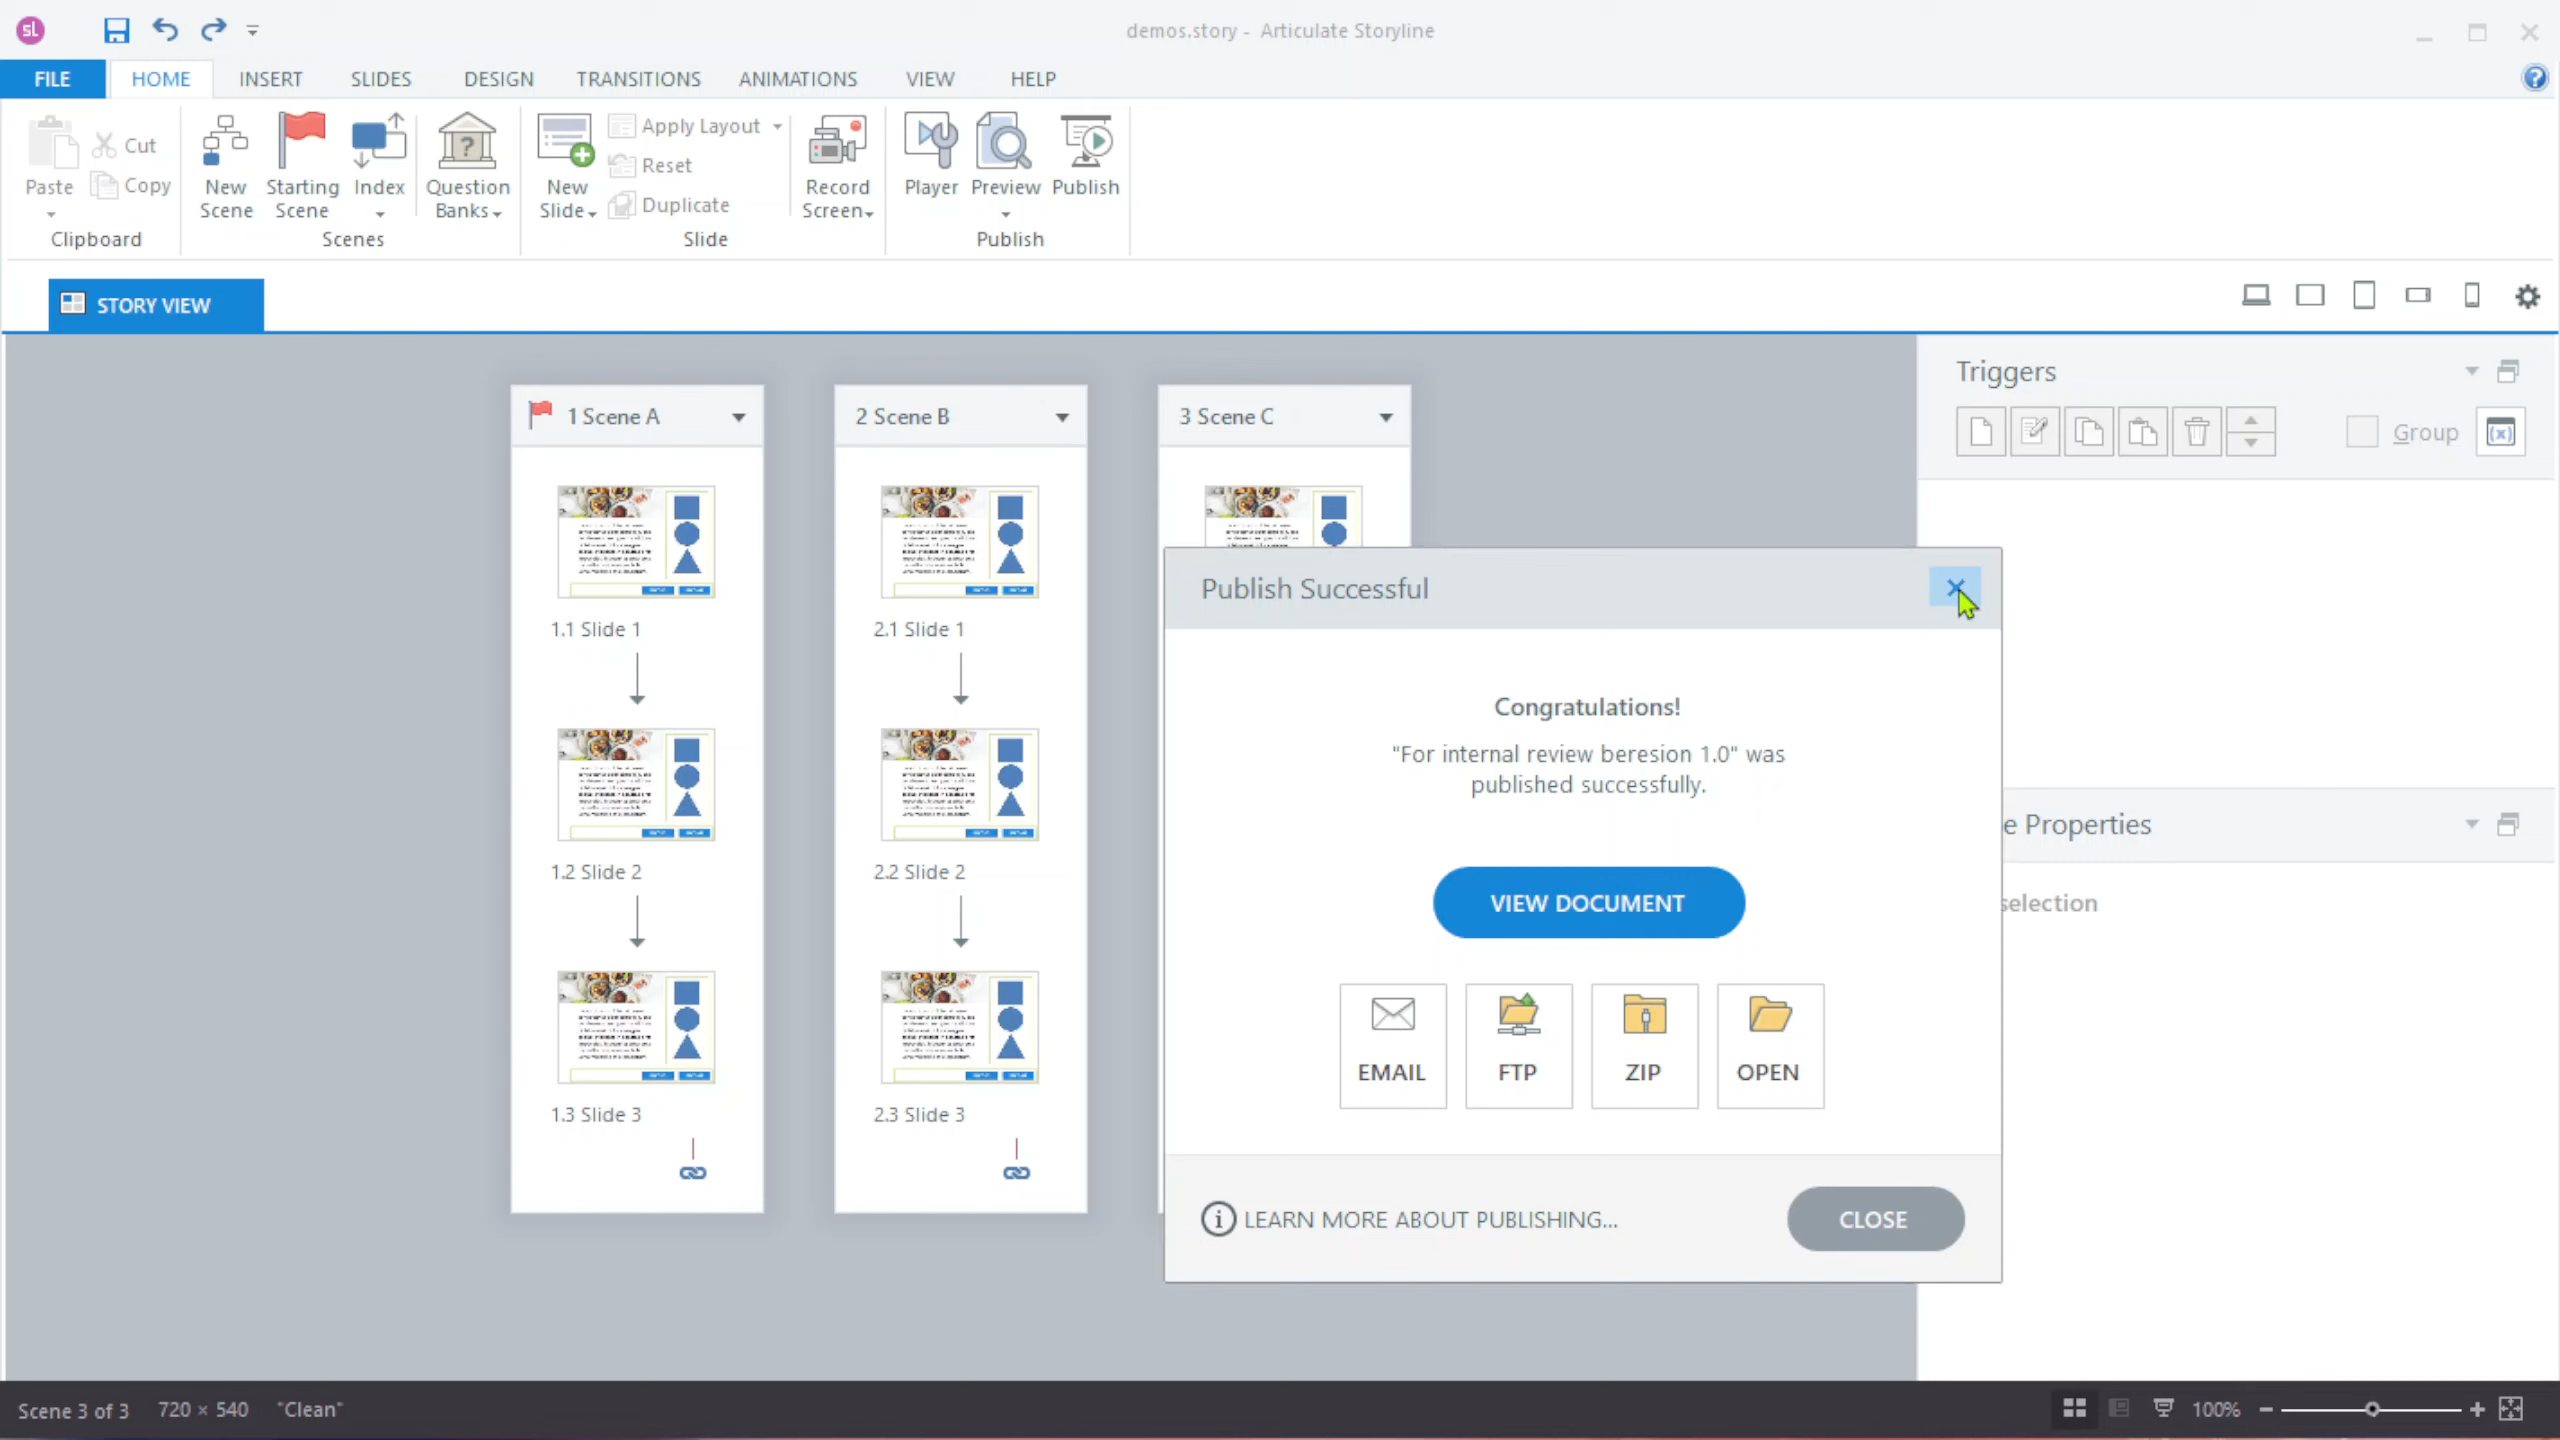 sL
demos.story - Articulate Storyline
FILE HOME INSERT SLIDES DESIGN TRANSITIONS ANIMATIONS VIEW HELP
Paste
Cut
Copy
Clipboard
New
Scene
Starting
Scene
Index
Question
Banks
Scenes
New
Slide
Apply Layout
Reset
Duplicate
Slide
Record
Screen
Player
Preview
Publish
Publish
STORY VIEW
1 Scene A
1.1 Slide 1
1.2 Slide 2
1.3 Slide 3
2 Scene B
2.1 Slide 1
2.2 Slide 2
2.3 Slide 3
3 Scene C
Triggers
Group
(x)
e Properties
selection
Publish Successful
Congratulations!
"For internal review beresion 1.0" was
published successfully.
VIEW DOCUMENT
EMAIL FTP ZIP OPEN
LEARN MORE ABOUT PUBLISHING...
CLOSE
Scene 3 of 3 720 × 540 "Clean" 100%